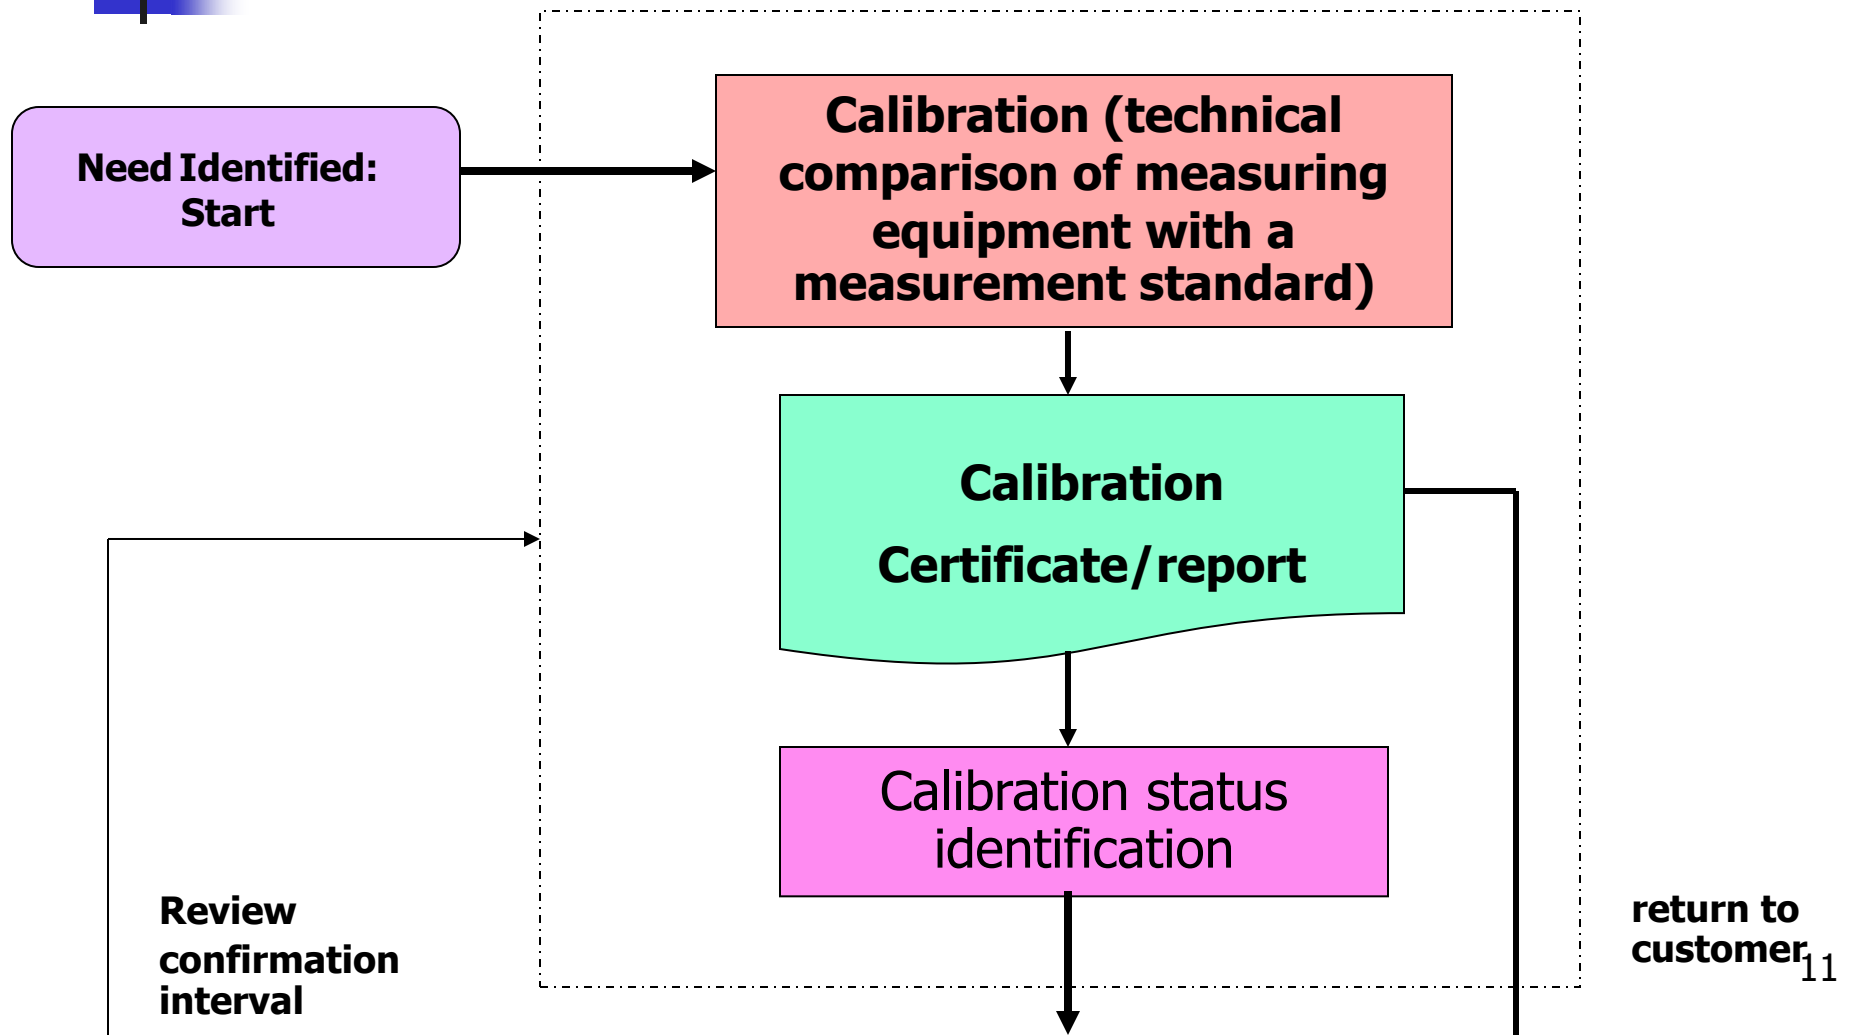 Need Identified:
Start
Calibration (technical
comparison of measuring
equipment with a
measurement standard)
Calibration
Certificate/report
Calibration status
identification
Review
confirmation
interval
return to
customer
11